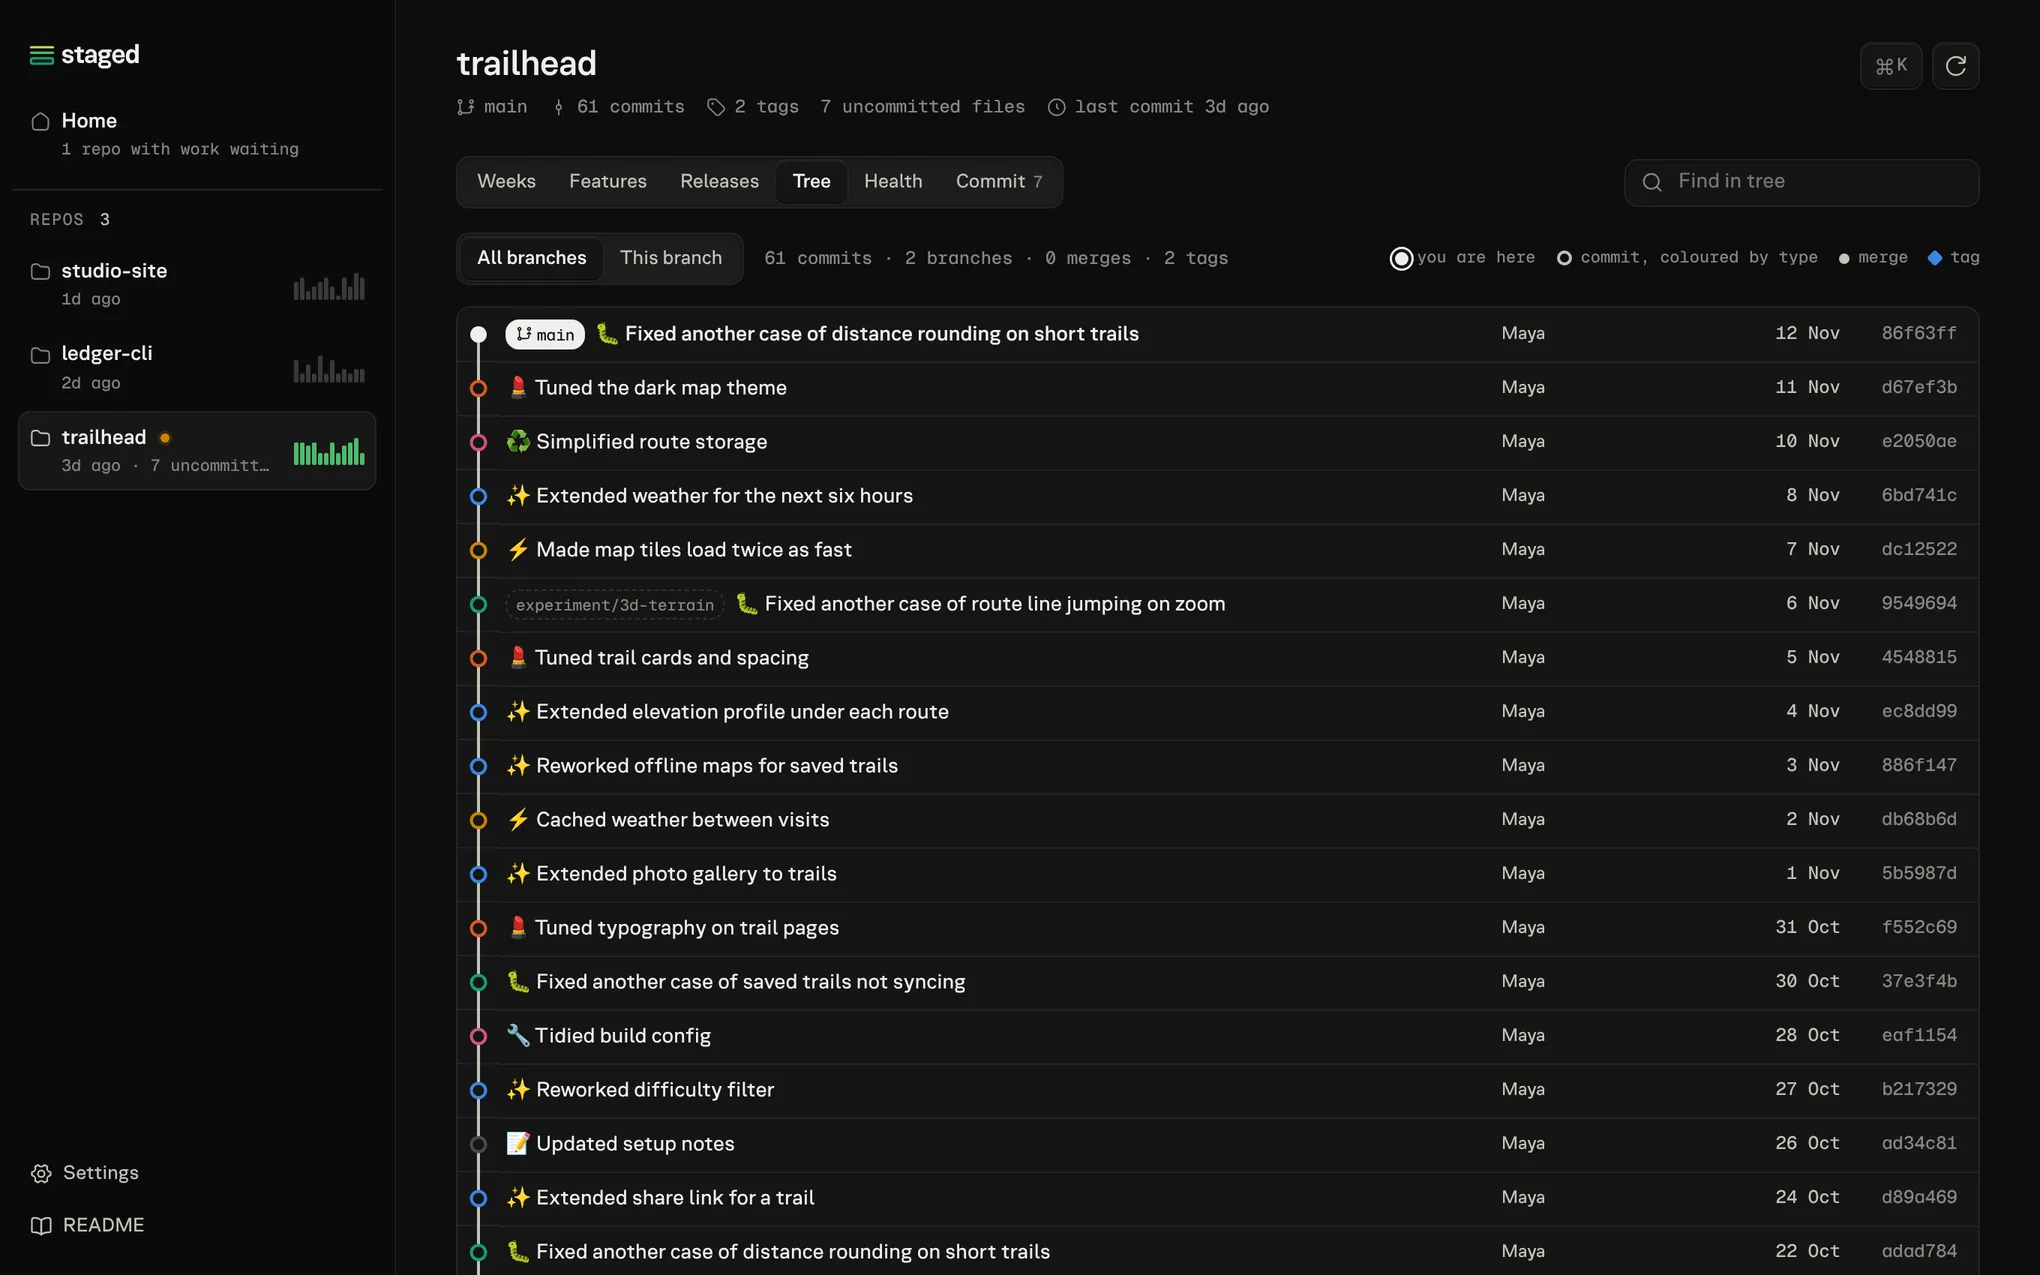 staged
Home
1 repo with work waiting
REPOS 3
studio-site
1d ago
ledger-cli
2d ago
trailhead
3d ago · 7 uncommitt…
Settings
README
trailhead
main 61 commits 2 tags 7 uncommitted files last commit 3d ago
⌘K
Weeks Features Releases Tree Health Commit 7
Find in tree
All branches This branch 61 commits · 2 branches · 0 merges · 2 tags
you are here commit, coloured by type merge tag
main 🐛 Fixed another case of distance rounding on short trails Maya 12 Nov 86f63ff
💄 Tuned the dark map theme Maya 11 Nov d67ef3b
♻️ Simplified route storage Maya 10 Nov e2050ae
✨ Extended weather for the next six hours Maya 8 Nov 6bd741c
⚡ Made map tiles load twice as fast Maya 7 Nov dc12522
experiment/3d-terrain 🐛 Fixed another case of route line jumping on zoom Maya 6 Nov 9549694
💄 Tuned trail cards and spacing Maya 5 Nov 4548815
✨ Extended elevation profile under each route Maya 4 Nov ec8dd99
✨ Reworked offline maps for saved trails Maya 3 Nov 886f147
⚡ Cached weather between visits Maya 2 Nov db68b6d
✨ Extended photo gallery to trails Maya 1 Nov 5b5987d
💄 Tuned typography on trail pages Maya 31 Oct f552c69
🐛 Fixed another case of saved trails not syncing Maya 30 Oct 37e3f4b
🔧 Tidied build config Maya 28 Oct eaf1154
✨ Reworked difficulty filter Maya 27 Oct b217329
📝 Updated setup notes Maya 26 Oct ad34c81
✨ Extended share link for a trail Maya 24 Oct d89a469
🐛 Fixed another case of distance rounding on short trails Maya 22 Oct adad784